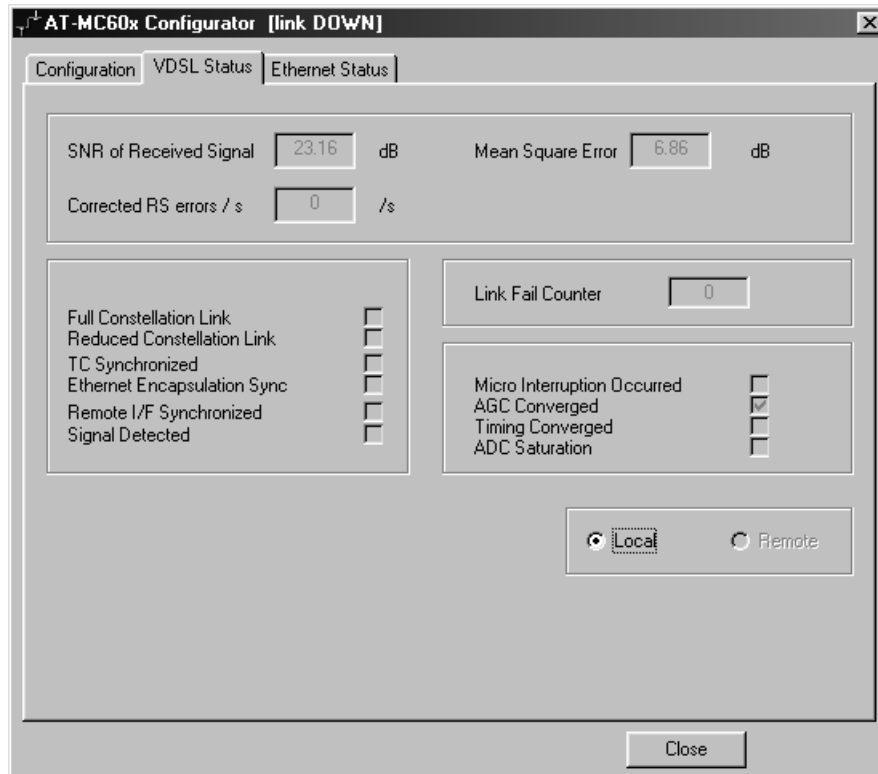 AT-MC60x Configurator [link DOWN]
Configuration VDSL Status Ethernet Status
SNR of Received Signal 23.16 dB Mean Square Error 6.86 dB
Corrected RS errors / s 0 /s
Link Fail Counter 0
Full Constellation Link
Reduced Constellation Link
TC Synchronized
Ethernet Encapsulation Sync
Remote I/F Synchronized
Signal Detected
Micro Interruption Occurred
AGC Converged
Timing Converged
ADC Saturation
Local Remote
Close